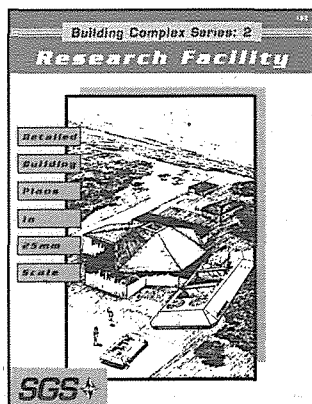 Building Complex Series: 2
Research Facility
Detailed
Building
Plans
in
25mm
Scale
SGS